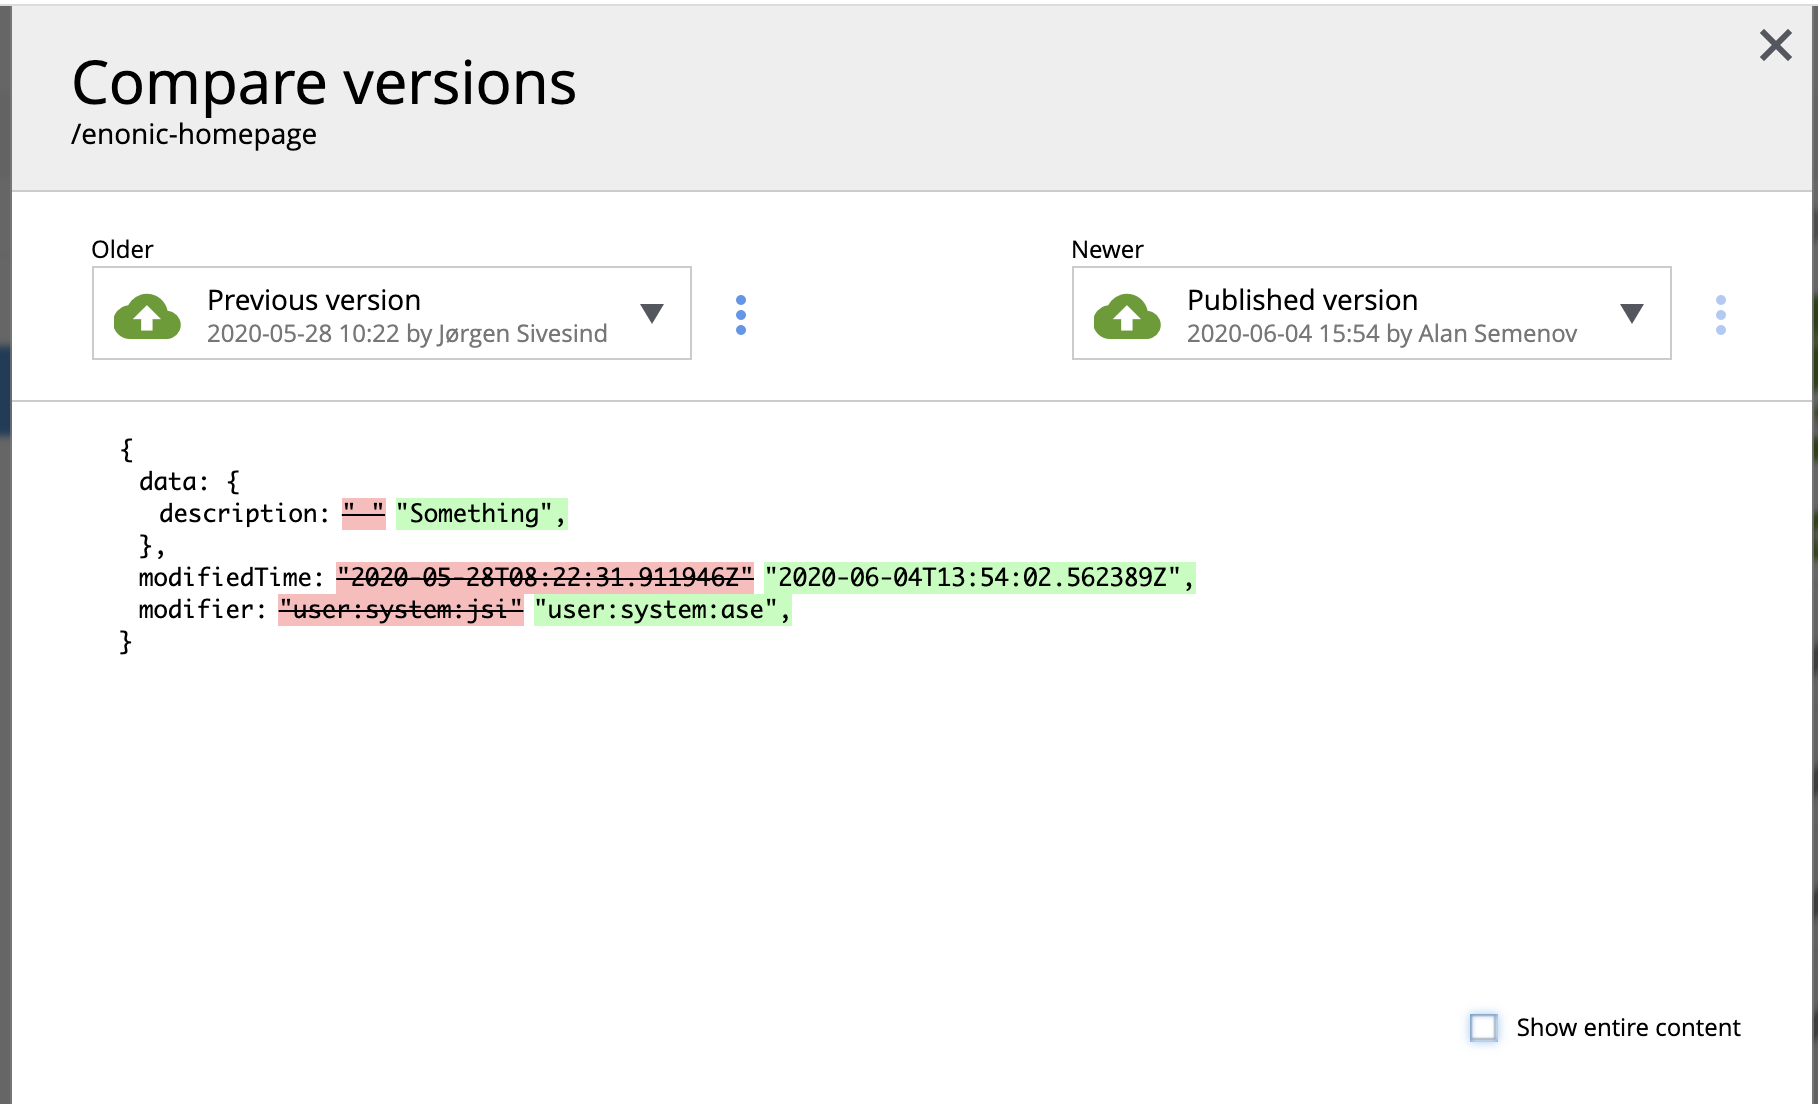 Compare versions
/enonic-homepage
Older
Previous version
2020-05-28 10:22 by Jørgen Sivesind
Newer
Published version
2020-06-04 15:54 by Alan Semenov
{
data: {
description: " " "Something",
},
modifiedTime: "2020-05-28T08:22:31.911946Z" "2020-06-04T13:54:02.562389Z",
modifier: "user:system:jsi" "user:system:ase",
}
Show entire content